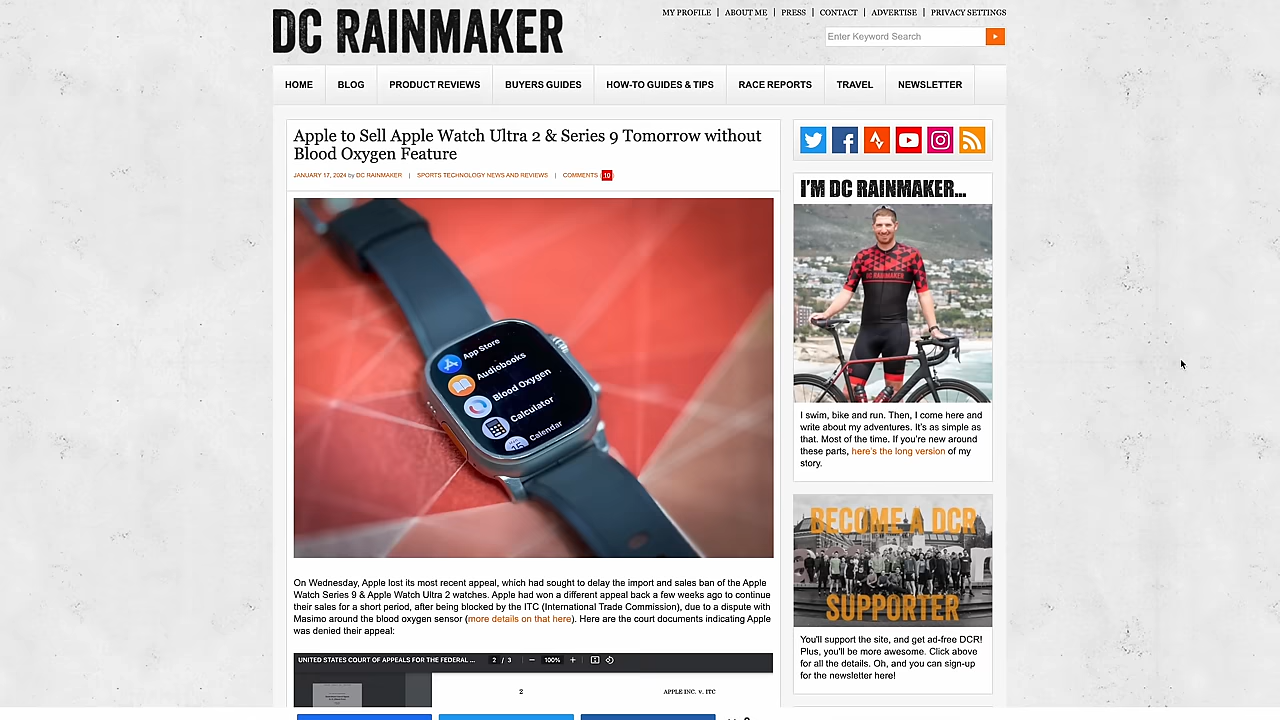 DC RAINMAKER
MY PROFILE | ABOUT ME | PRESS | CONTACT | ADVERTISE | PRIVACY SETTINGS
Enter Keyword Search
HOME BLOG PRODUCT REVIEWS BUYERS GUIDES HOW-TO GUIDES & TIPS RACE REPORTS TRAVEL NEWSLETTER
Apple to Sell Apple Watch Ultra 2 & Series 9 Tomorrow without
Blood Oxygen Feature
JANUARY 17, 2024 by DC RAINMAKER | SPORTS TECHNOLOGY NEWS AND REVIEWS | COMMENTS 10
App Store
Audiobooks
Blood Oxygen
Calculator
Calendar
On Wednesday, Apple lost its most recent appeal, which had sought to delay the import and sales ban of the Apple
Watch Series 9 & Apple Watch Ultra 2 watches. Apple had won a different appeal back a few weeks ago to continue
their sales for a short period, after being blocked by the ITC (International Trade Commission), due to a dispute with
Masimo around the blood oxygen sensor (more details on that here). Here are the court documents indicating Apple
was denied their appeal:
UNITED STATES COURT OF APPEALS FOR THE FEDERAL ... 2 / 3 − 100% +
2 APPLE INC. v. ITC
I'M DC RAINMAKER...
DC RAINMAKER
I swim, bike and run. Then, I come here and
write about my adventures. It's as simple as
that. Most of the time. If you're new around
these parts, here's the long version of my
story.
BECOME A DCR
SUPPORTER
You'll support the site, and get ad-free DCR!
Plus, you'll be more awesome. Click above
for all the details. Oh, and you can sign-up
for the newsletter here!